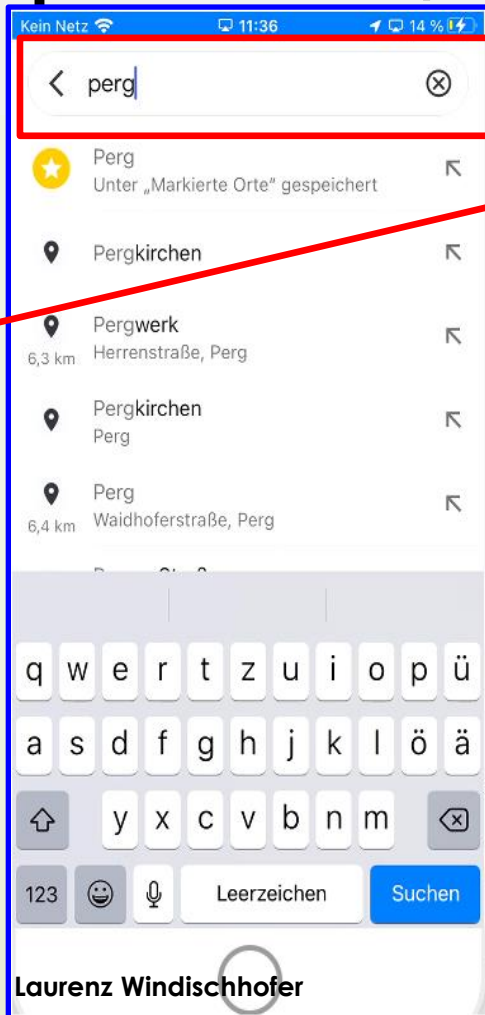 Kein Netz 11:36 14 %
perg
Perg
Unter „Markierte Orte“ gespeichert
Pergkirchen
Pergwerk
6,3 km Herrenstraße, Perg
Pergkirchen
Perg
Perg
6,4 km Waidhoferstraße, Perg
q w e r t z u i o p ü
a s d f g h j k l ö ä
y x c v b n m
123 Leerzeichen Suchen
Laurenz Windischhofer